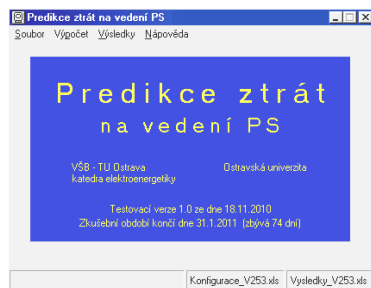 Predikce ztrát na vedení PS
Soubor Výpočet Výsledky Nápověda
Predikce ztrát
na vedení PS
VŠB - TU Ostrava Ostravská univerzita
katedra elektroenergetiky
Testovací verze 1.0 ze dne 18.11.2010
Zkušební období končí dne 31.1.2011 (zbývá 74 dní)
Konfigurace_V253.xls Vysledky_V253.xls